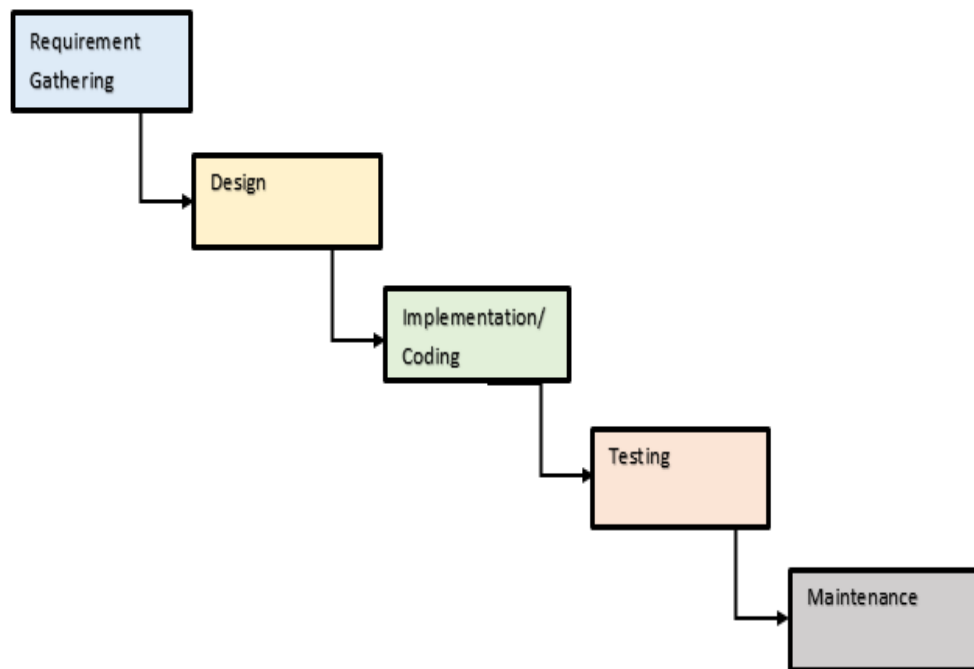 Requirement
Gathering
Design
Implementation/
Coding
Testing
Maintenance